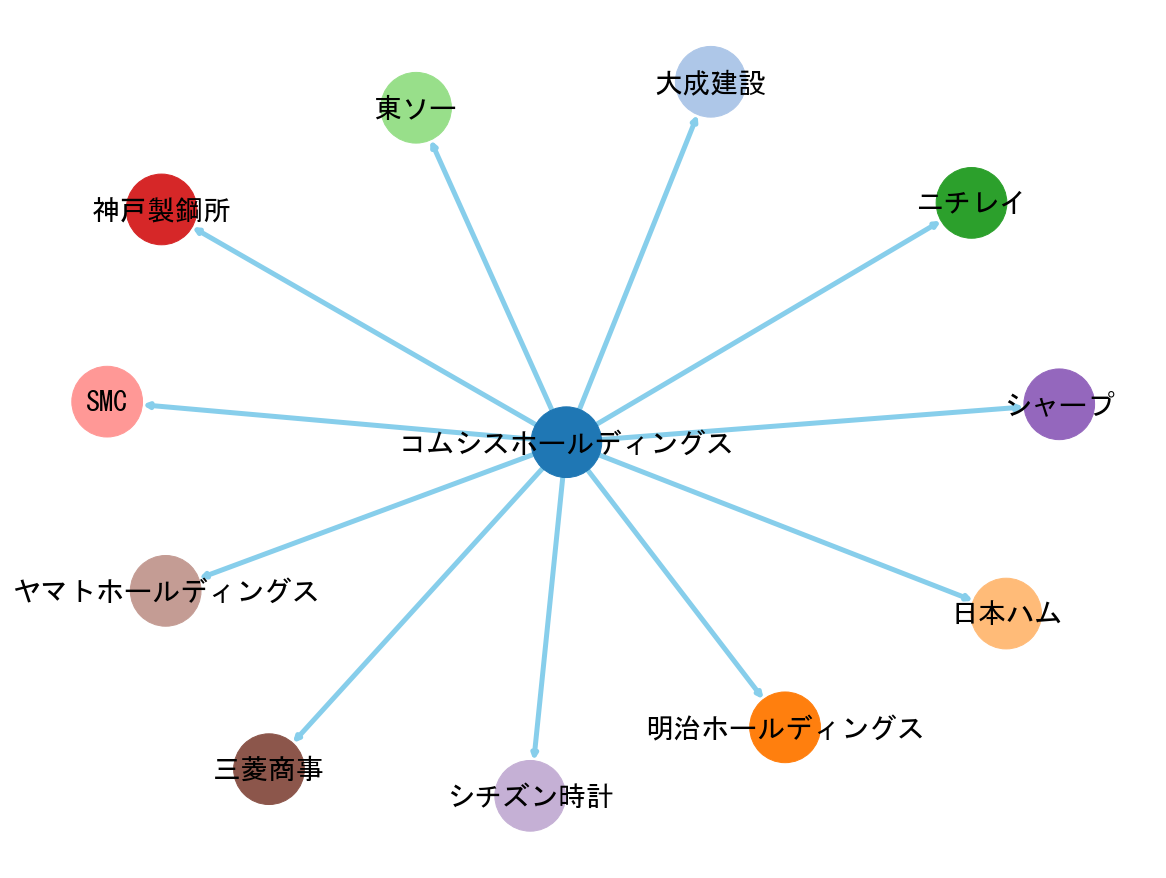 大成建設
東ソー
ニチレイ
神戸製鋼所
SMC
シャープ
コムシスホールディングス
ヤマトホールディングス
日本ハム
明治ホールディングス
三菱商事
シチズン時計